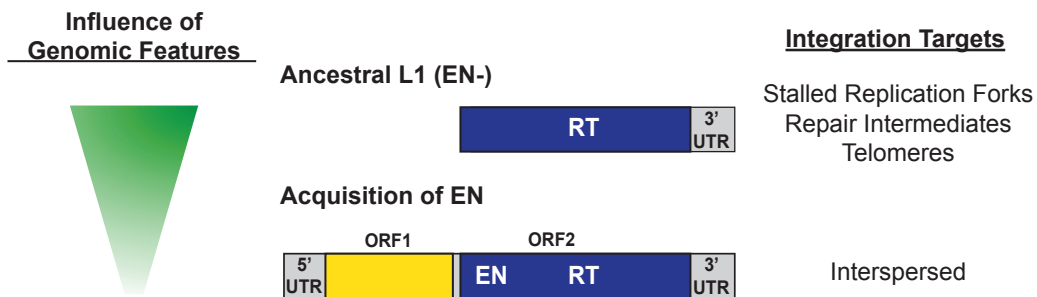 Influence of
Genomic Features
Integration Targets
Ancestral L1 (EN-)
RT
3'
UTR
Stalled Replication Forks
Repair Intermediates
Telomeres
Acquisition of EN
ORF1
ORF2
5'
UTR
EN
RT
3'
UTR
Interspersed